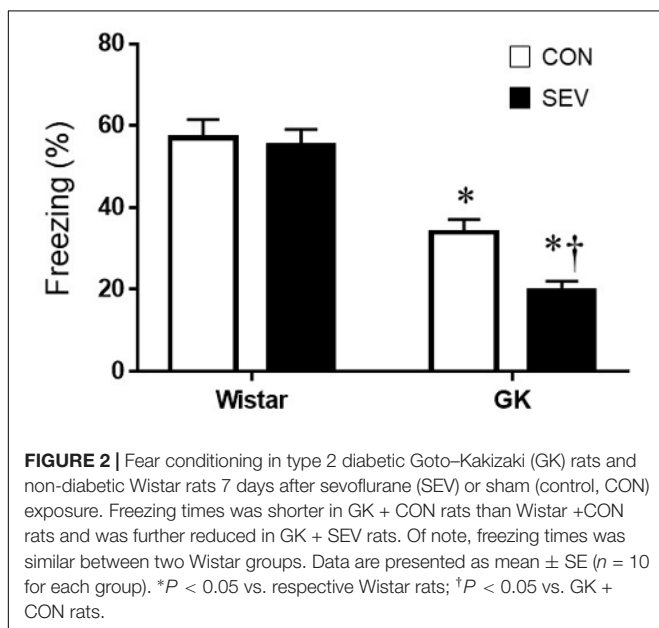 80
60
40
20
0
Freezing (%)
CON
SEV
*
*†
Wistar
GK
FIGURE 2 | Fear conditioning in type 2 diabetic Goto–Kakizaki (GK) rats and
non-diabetic Wistar rats 7 days after sevoflurane (SEV) or sham (control, CON)
exposure. Freezing times was shorter in GK + CON rats than Wistar +CON
rats and was further reduced in GK + SEV rats. Of note, freezing times was
similar between two Wistar groups. Data are presented as mean ± SE (n = 10
for each group). *P < 0.05 vs. respective Wistar rats; †P < 0.05 vs. GK +
CON rats.